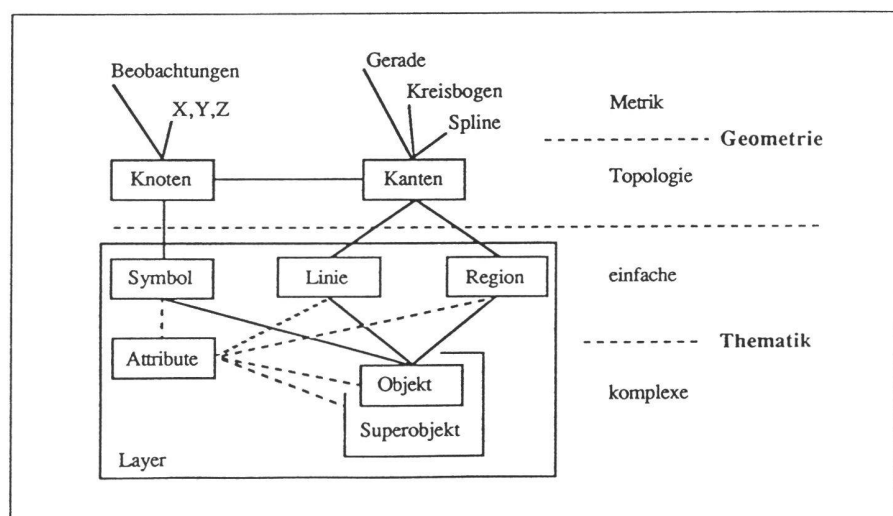 Gerade
Beobachtungen
Kreisbogen
X,Y,Z
Metrik
Spline
Geometrie
Knoten
Kanten
Topologie
Symbol
Linie
Region
einfache
Attribute
Thematik
Objekt
komplexe
Superobjekt
Layer